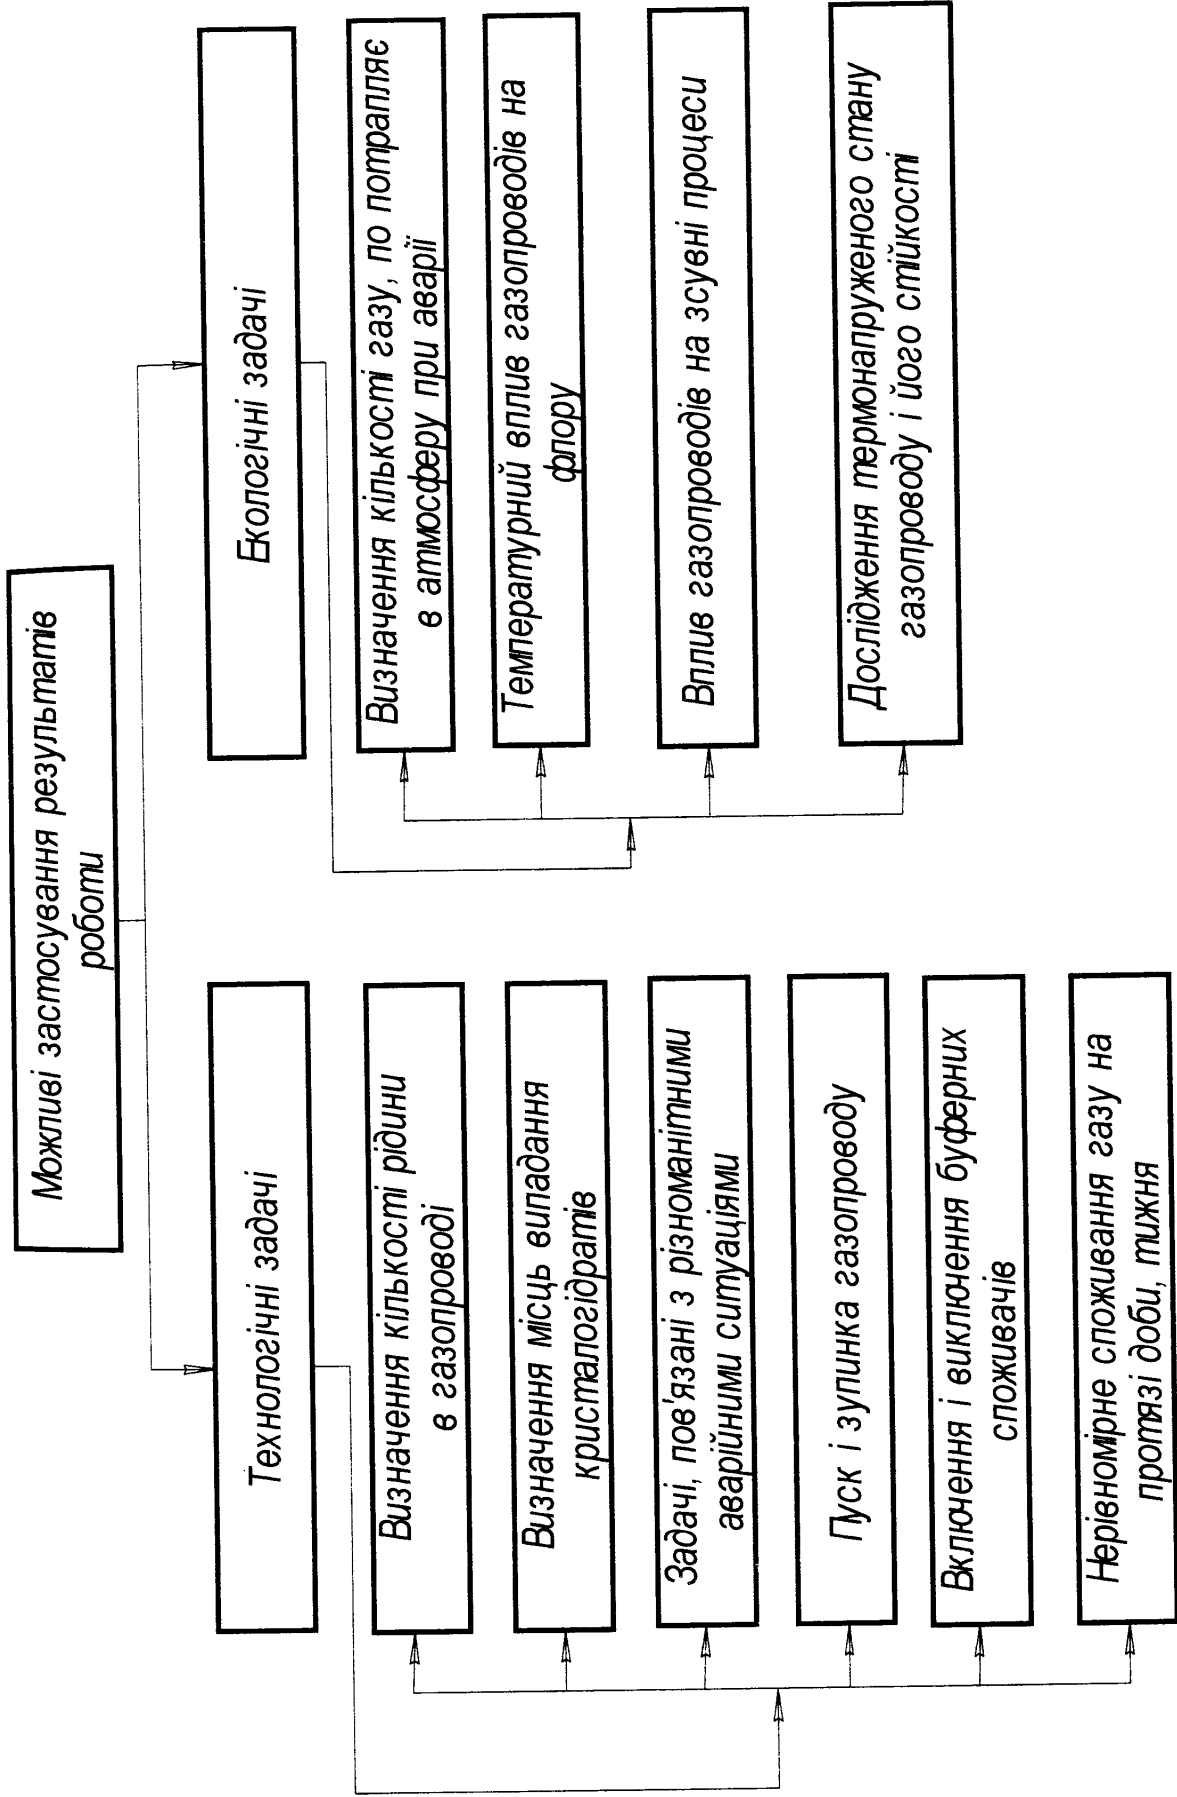 Можливі застосування результатів
роботи
Технологічні задачі
Визначення кількості рідини
в газопроводі
Визначення місць випадання
кристалогідратів
Задачі, пов'язані з різноманітними
аварійними ситуаціями
Пуск і зупинка газопроводу
Включення і виключення буферних
споживачів
Нерівномірне споживання газу на
протязі доби, тижня
Екологічні задачі
Визначення кількості газу, по потрапляє
в атмосферу при аварії
Температурний вплив газопроводів на
флору
Вплив газопроводів на зсувні процеси
Дослідження термонапруженого стану
газопроводу і його стійкості